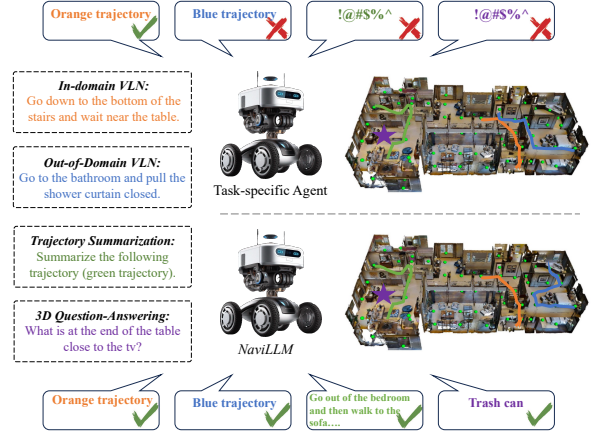 Orange trajectory
Blue trajectory
!@#$%^
!@#$%^
In-domain VLN:
Go down to the bottom of the
stairs and wait near the table.
Out-of-Domain VLN:
Go to the bathroom and pull the
shower curtain closed.
Task-specific Agent
Trajectory Summarization:
Summarize the following
trajectory (green trajectory).
3D Question-Answering:
What is at the end of the table
close to the tv?
NaviLLM
Orange trajectory
Blue trajectory
Go out of the bedroom
and then walk to the
sofa….
Trash can